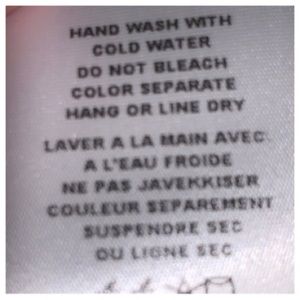 HAND WASH WITH
COLD WATER
DO NOT BLEACH
COLOR SEPARATE
HANG OR LINE DRY
LAVER A LA MAIN AVEC
A L'EAU FROIDE
NE PAS JAVEKKISER
COULEUR SEPAREMENT
SUSPENDRE SEC
OU LIGNE SEC